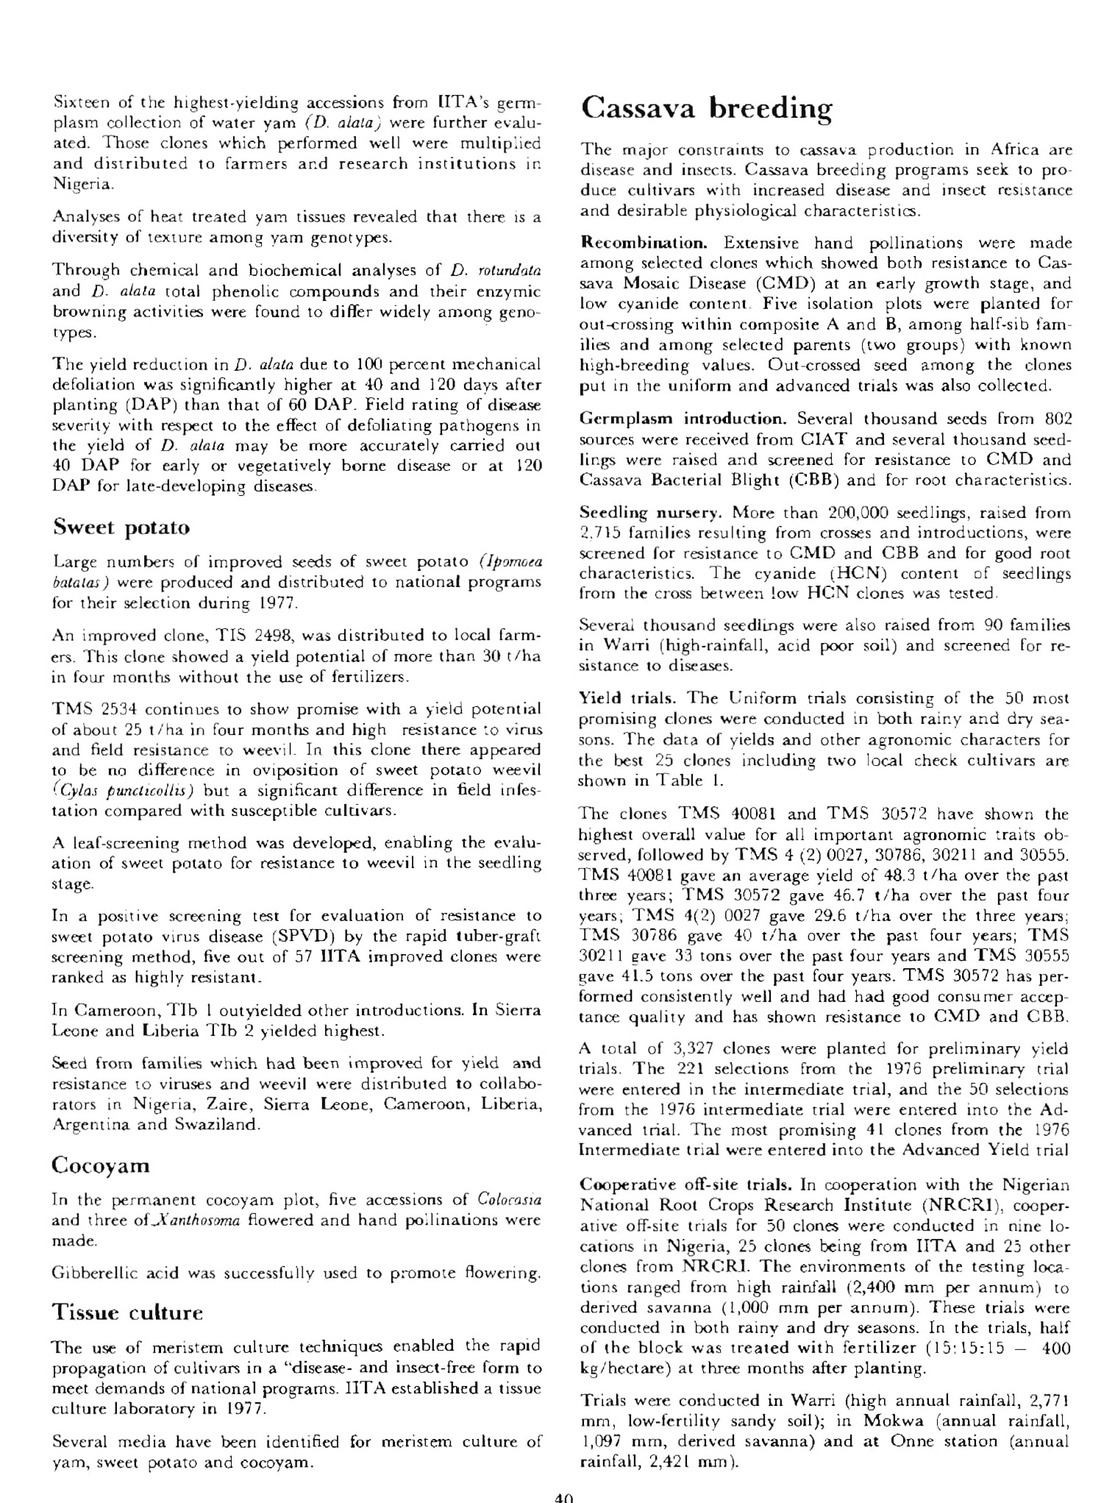 Sixteen of the highest-yielding accessions from IITA's germ-
plasm collection of water yam (D. alata) were further evalu-
ated. Those clones which performed well were multiplied
and distributed to farmers and research institutions in
Nigeria.
Analyses of heat treated yam tissues revealed that there is a
diversity of texture among yam genotypes.
Through chemical and biochemical analyses of D. rotundata
and D. alata total phenolic compounds and their enzymic
browning activities were found to differ widely among geno-
types.
The yield reduction in D. alata due to 100 percent mechanical
defoliation was significantly higher at 40 and 120 days after
planting (DAP) than that of 60 DAP. Field rating of disease
severity with respect to the effect of defoliating pathogens in
the yield of D. alata may be more accurately carried out
40 DAP for early or vegetatively borne disease or at 120
DAP for late-developing diseases.
Sweet potato
Large numbers of improved seeds of sweet potato (Ipomoea
batatas) were produced and distributed to national programs
for their selection during 1977.
An improved clone, TIS 2498, was distributed to local farm-
ers. This clone showed a yield potential of more than 30 t/ha
in four months without the use of fertilizers.
TMS 2534 continues to show promise with a yield potential
of about 25 t/ha in four months and high resistance to virus
and field resistance to weevil. In this clone there appeared
to be no difference in oviposition of sweet potato weevil
(Cylas puncticollis) but a significant difference in field infes-
tation compared with susceptible cultivars.
A leaf-screening method was developed, enabling the evalu-
ation of sweet potato for resistance to weevil in the seedling
stage.
In a positive screening test for evaluation of resistance to
sweet potato virus disease (SPVD) by the rapid tuber-graft
screening method, five out of 57 IITA improved clones were
ranked as highly resistant.
In Cameroon, TIb 1 outyielded other introductions. In Sierra
Leone and Liberia TIb 2 yielded highest.
Seed from families which had been improved for yield and
resistance to viruses and weevil were distributed to collabo-
rators in Nigeria, Zaire, Sierra Leone, Cameroon, Liberia,
Argentina and Swaziland.
Cocoyam
In the permanent cocoyam plot, five accessions of Colocasia
and three of Xanthosoma flowered and hand pollinations were
made.
Gibberellic acid was successfully used to promote flowering.
Tissue culture
The use of meristem culture techniques enabled the rapid
propagation of cultivars in a "disease- and insect-free form to
meet demands of national programs. IITA established a tissue
culture laboratory in 1977.
Several media have been identified for meristem culture of
yam, sweet potato and cocoyam.
Cassava breeding
The major constraints to cassava production in Africa are
disease and insects. Cassava breeding programs seek to pro-
duce cultivars with increased disease and insect resistance
and desirable physiological characteristics.
Recombination. Extensive hand pollinations were made
among selected clones which showed both resistance to Cas-
sava Mosaic Disease (CMD) at an early growth stage, and
low cyanide content. Five isolation plots were planted for
out-crossing within composite A and B, among half-sib fam-
ilies and among selected parents (two groups) with known
high-breeding values. Out-crossed seed among the clones
put in the uniform and advanced trials was also collected.
Germplasm introduction. Several thousand seeds from 802
sources were received from CIAT and several thousand seed-
lings were raised and screened for resistance to CMD and
Cassava Bacterial Blight (CBB) and for root characteristics.
Seedling nursery. More than 200,000 seedlings, raised from
2,715 families resulting from crosses and introductions, were
screened for resistance to CMD and CBB and for good root
characteristics. The cyanide (HCN) content of seedlings
from the cross between low HCN clones was tested.
Several thousand seedlings were also raised from 90 families
in Warri (high-rainfall, acid poor soil) and screened for re-
sistance to diseases.
Yield trials. The Uniform trials consisting of the 50 most
promising clones were conducted in both rainy and dry sea-
sons. The data of yields and other agronomic characters for
the best 25 clones including two local check cultivars are
shown in Table 1.
The clones TMS 40081 and TMS 30572 have shown the
highest overall value for all important agronomic traits ob-
served, followed by TMS 4 (2) 0027, 30786, 30211 and 30555.
TMS 40081 gave an average yield of 48.3 t/ha over the past
three years; TMS 30572 gave 46.7 t/ha over the past four
years; TMS 4(2) 0027 gave 29.6 t/ha over the three years;
TMS 30786 gave 40 t/ha over the past four years; TMS
30211 gave 33 tons over the past four years and TMS 30555
gave 41.5 tons over the past four years. TMS 30572 has per-
formed consistently well and had had good consumer accep-
tance quality and has shown resistance to CMD and CBB.
A total of 3,327 clones were planted for preliminary yield
trials. The 221 selections from the 1976 preliminary trial
were entered in the intermediate trial, and the 50 selections
from the 1976 intermediate trial were entered into the Ad-
vanced trial. The most promising 41 clones from the 1976
Intermediate trial were entered into the Advanced Yield trial
Cooperative off-site trials. In cooperation with the Nigerian
National Root Crops Research Institute (NRCRI), cooper-
ative off-site trials for 50 clones were conducted in nine lo-
cations in Nigeria, 25 clones being from IITA and 25 other
clones from NRCRI. The environments of the testing loca-
tions ranged from high rainfall (2,400 mm per annum) to
derived savanna (1,000 mm per annum). These trials were
conducted in both rainy and dry seasons. In the trials, half
of the block was treated with fertilizer (15:15:15 — 400
kg/hectare) at three months after planting.
Trials were conducted in Warri (high annual rainfall, 2,771
mm, low-fertility sandy soil); in Mokwa (annual rainfall,
1,097 mm, derived savanna) and at Onne station (annual
rainfall, 2,421 mm).
40